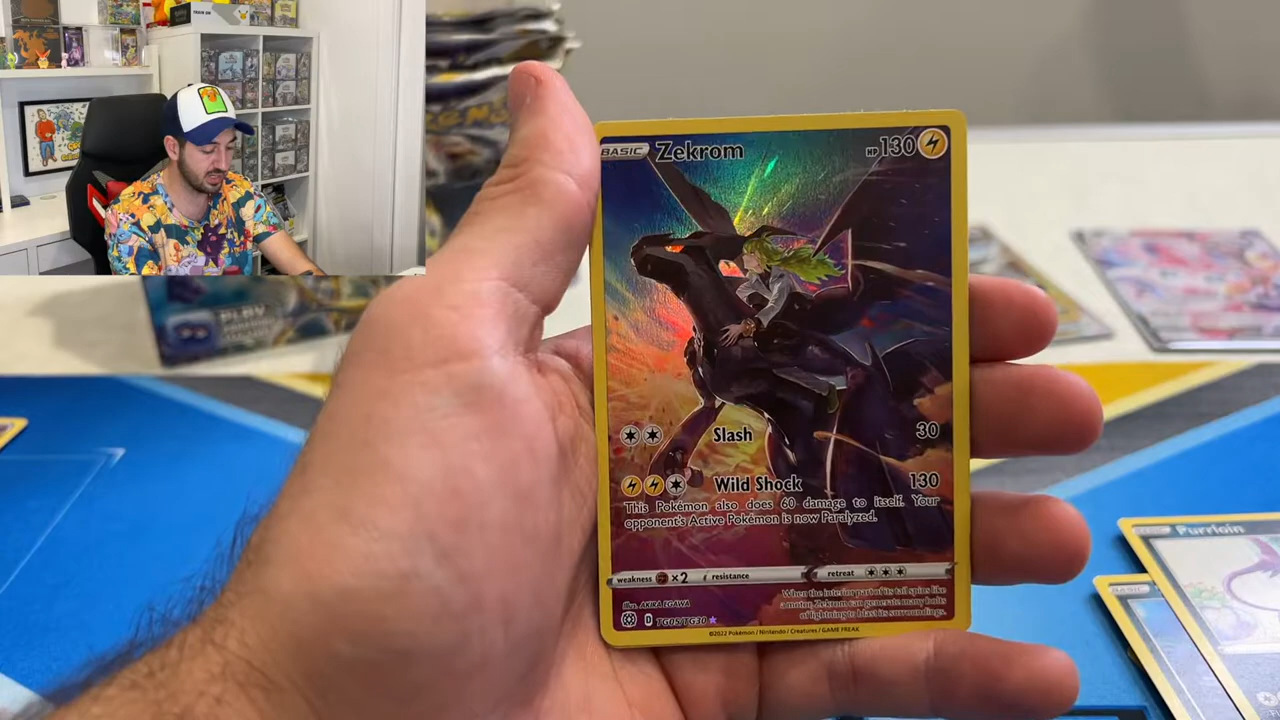 BASIC Zekrom HP 130
Slash 30
Wild Shock 130
This Pokémon also does 60 damage to itself. Your
opponent's Active Pokémon is now Paralyzed.
weakness ×2 resistance retreat
When the interior part of its tail spins like
a motor, Zekrom can generate many bolts
of lightning to blast its surroundings.
Illus. AKIRA EGAWA
D TG05/TG30
©2022 Pokémon / Nintendo / Creatures / GAME FREAK
PLAY
Purrloin
BASIC